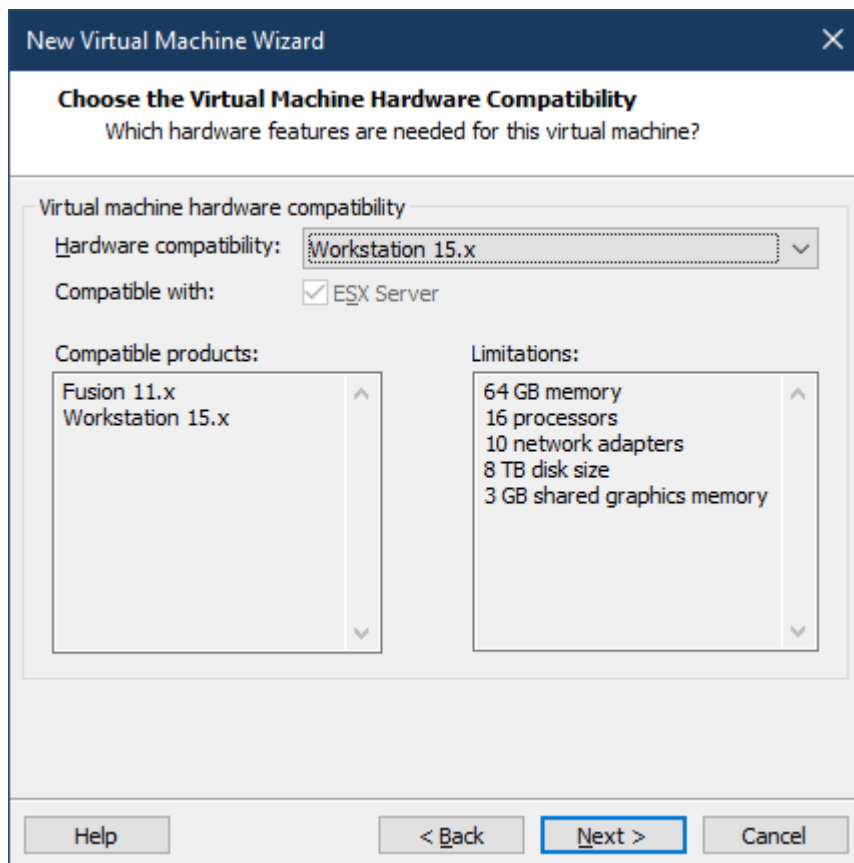 New Virtual Machine Wizard
Choose the Virtual Machine Hardware Compatibility
Which hardware features are needed for this virtual machine?
Virtual machine hardware compatibility
Hardware compatibility: Workstation 15.x
Compatible with: ESX Server
Compatible products:
Fusion 11.x
Workstation 15.x
Limitations:
64 GB memory
16 processors
10 network adapters
8 TB disk size
3 GB shared graphics memory
Help < Back Next > Cancel